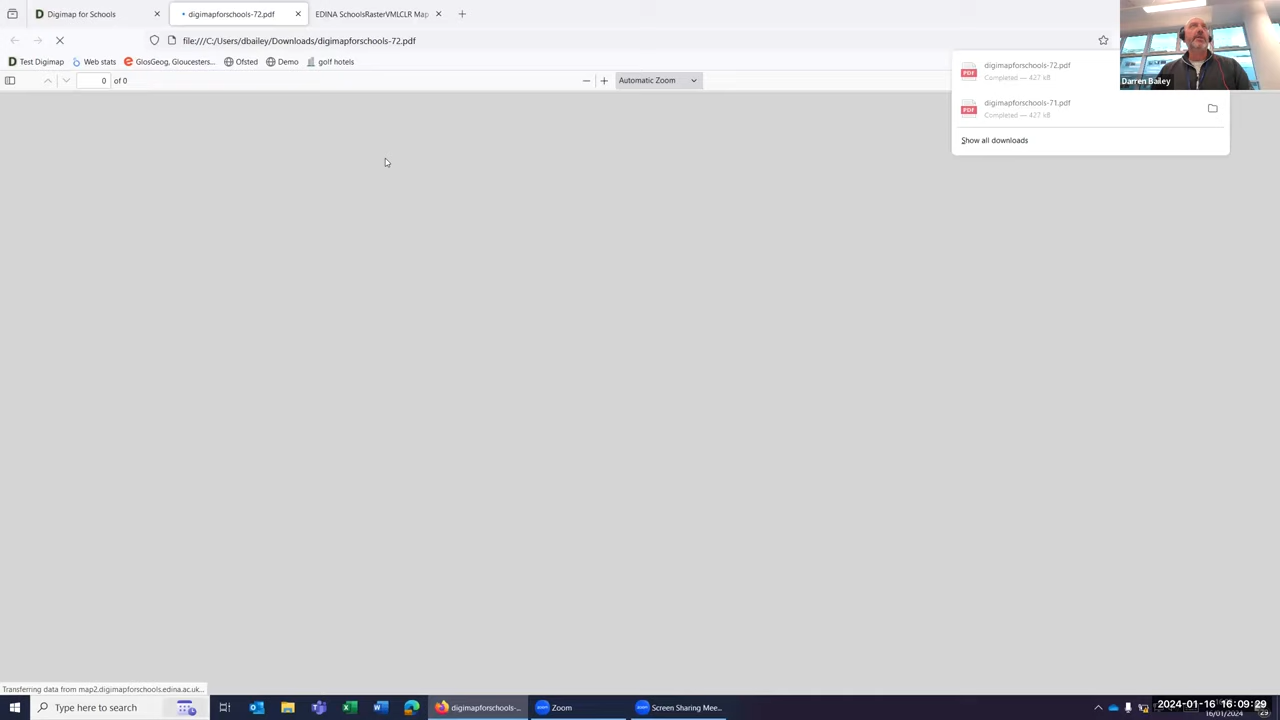 Digimap for Schools
digimapforschools-72.pdf
EDINA SchoolsRasterVMLCLR Map
file:///C:/Users/dbailey/Downloads/digimapforschools-72.pdf
Test Digimap
Web stats
GlosGeog, Gloucesters...
Ofsted
Demo
golf hotels
0
of 0
Automatic Zoom
digimapforschools-72.pdf
Completed — 427 kB
digimapforschools-71.pdf
Completed — 427 kB
Show all downloads
Darren Bailey
Transferring data from map2.digimapforschools.edina.ac.uk...
Type here to search
digimapforschools-...
Zoom
Screen Sharing Mee...
2024-01-16 16:09:29
16/01/2024